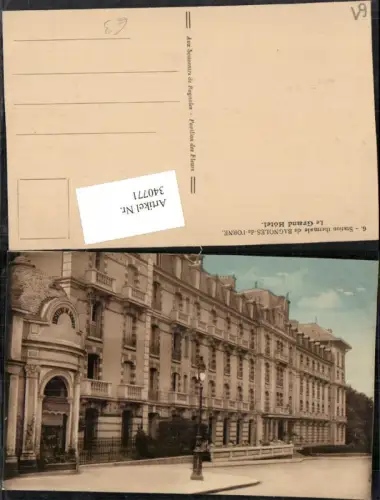 6. - Station thermale de BAGNOLES-de-l'ORNE.
Le Grand Hôtel.
Aux Semontes de Bagnoles - Pavillon des Fleurs
Artikel Nr.
340771